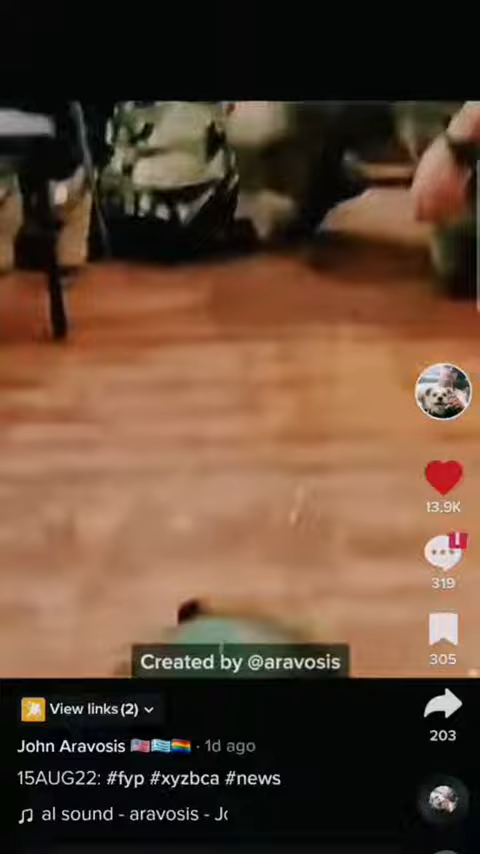 13.9K
319
305
Created by @aravosis
View links (2)
203
John Aravosis 🇺🇸🇬🇷🏳️‍🌈 · 1d ago
15AUG22: #fyp #xyzbca #news
al sound - aravosis - Jo